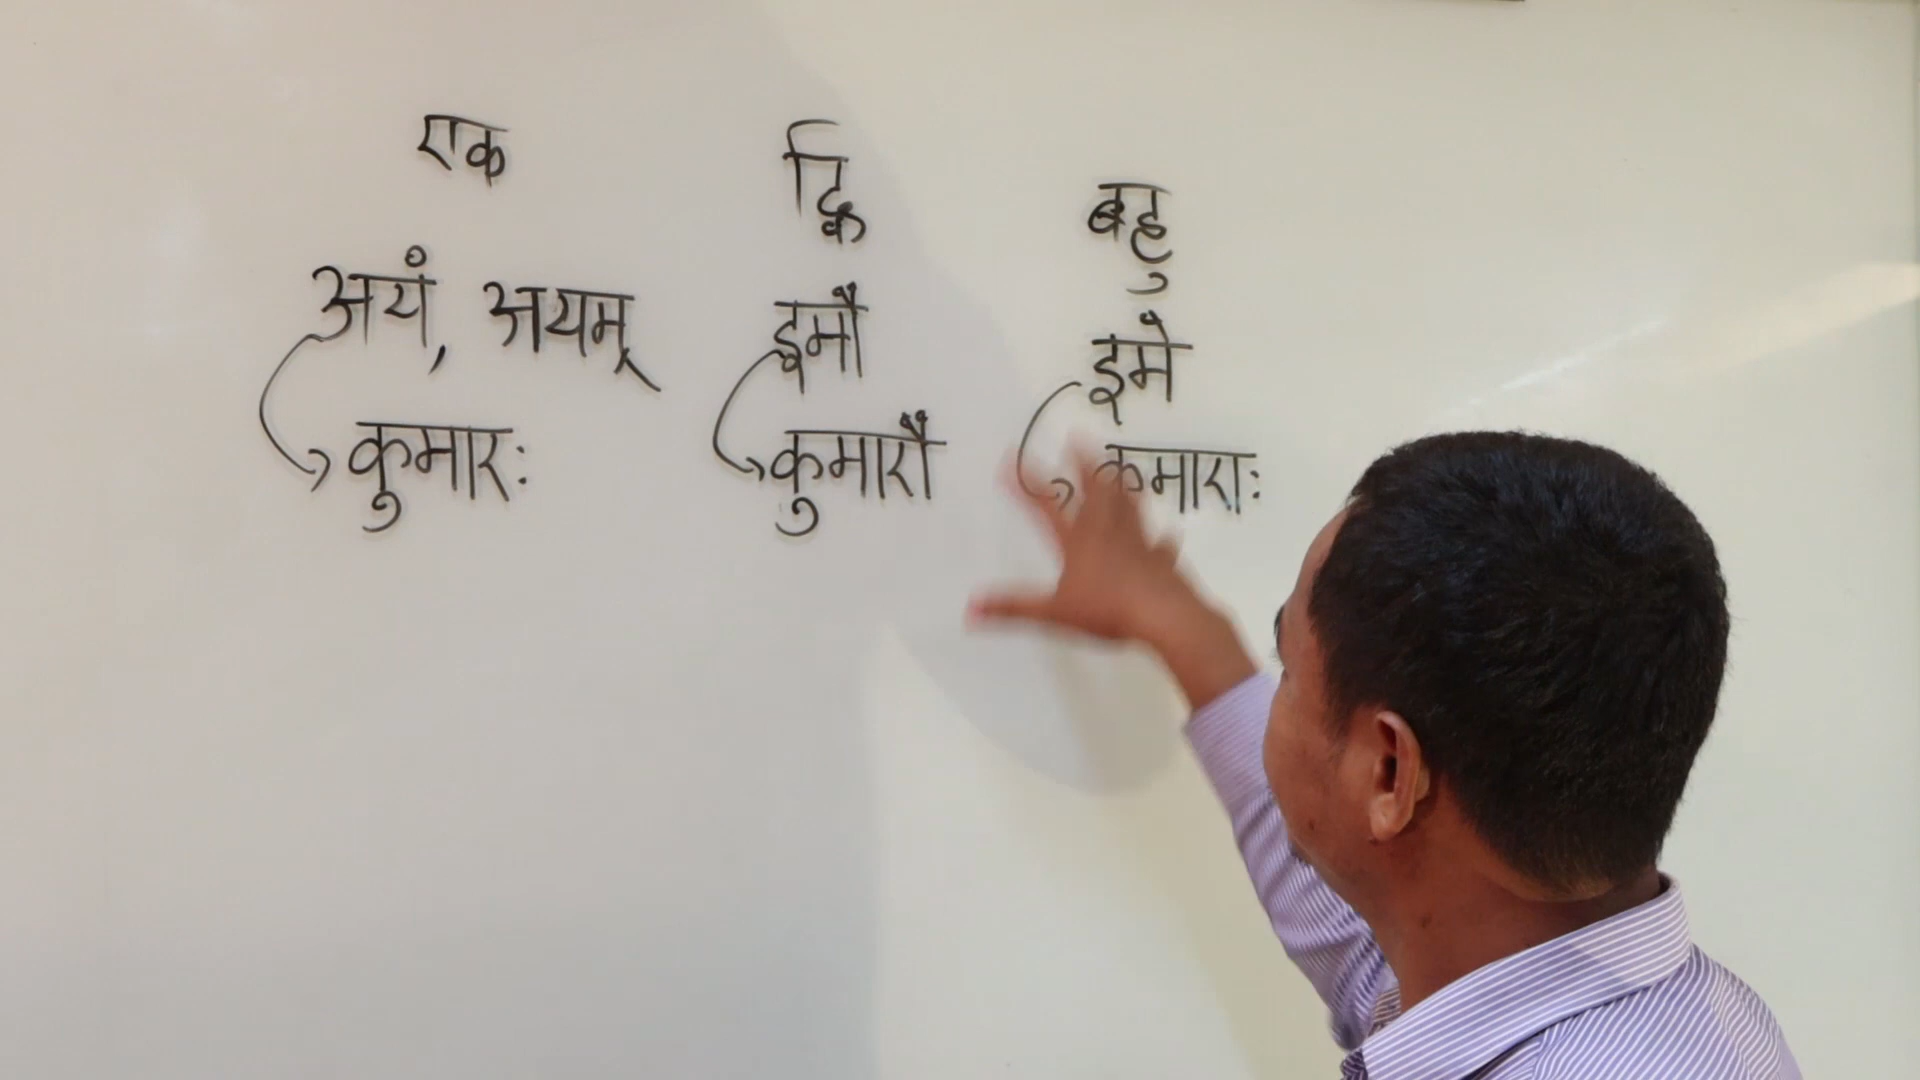 एक द्वि बहु
अयं, अयम् इमौ इमे
कुमारः कुमारौ कुमाराः